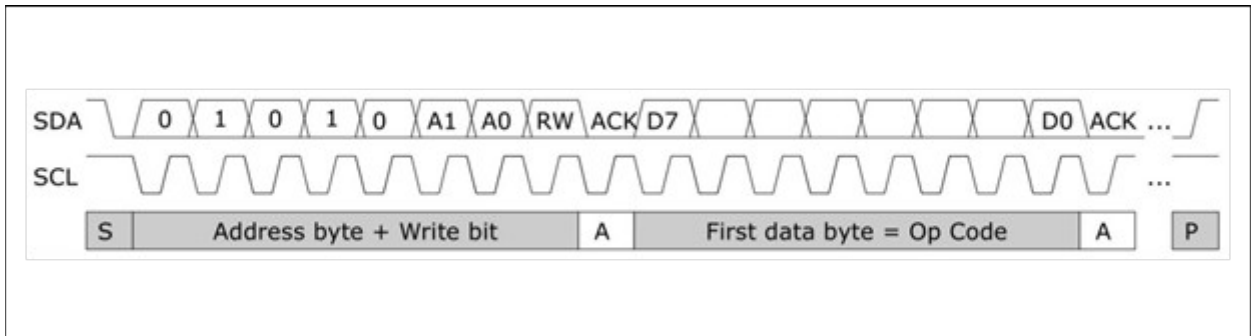 SDA 0 1 0 1 0 A1 A0 RW ACK D7 D0 ACK ...
SCL ...
S Address byte + Write bit A First data byte = Op Code A P